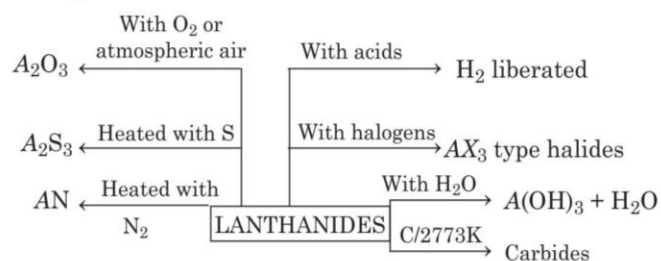 With O₂ or
atmospheric air
A₂O₃
With acids
H₂ liberated
A₂S₃
Heated with S
With halogens
AX₃ type halides
AN
Heated with
N₂
LANTHANIDES
With H₂O
A(OH)₃ + H₂O
C/2773K
Carbides